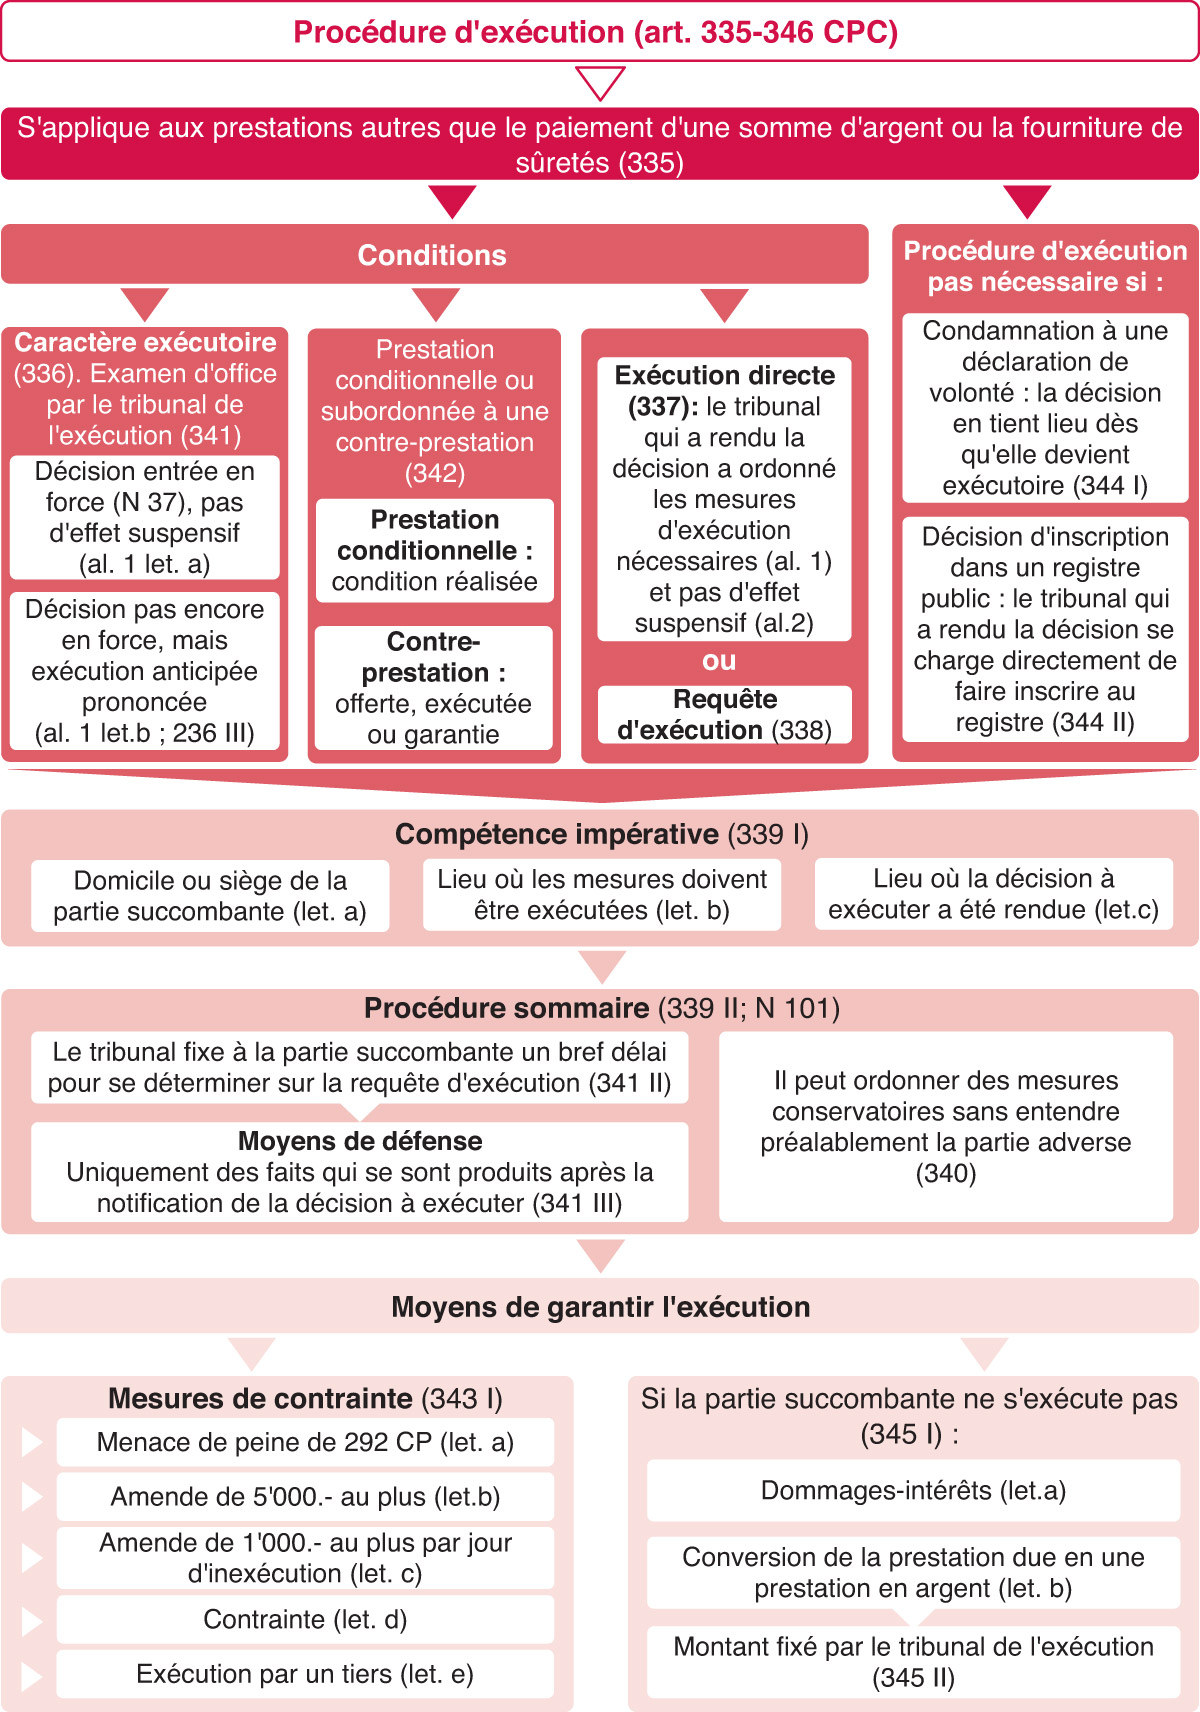 Procédure d'exécution (art. 335-346 CPC)
S'applique aux prestations autres que le paiement d'une somme d'argent ou la fourniture de
sûretés (335)
Conditions
Caractère exécutoire
(336). Examen d'office
par le tribunal de
l'exécution (341)
Décision entrée en
force (N 37), pas
d'effet suspensif
(al. 1 let. a)
Décision pas encore
en force, mais
exécution anticipée
prononcée
(al. 1 let.b ; 236 III)
Prestation
conditionnelle ou
subordonnée à une
contre-prestation
(342)
Prestation
conditionnelle :
condition réalisée
Contre-
prestation :
offerte, exécutée
ou garantie
Exécution directe
(337): le tribunal
qui a rendu la
décision a ordonné
les mesures
d'exécution
nécessaires (al. 1)
et pas d'effet
suspensif (al.2)
ou
Requête
d'exécution (338)
Procédure d'exécution
pas nécessaire si :
Condamnation à une
déclaration de
volonté : la décision
en tient lieu dès
qu'elle devient
exécutoire (344 I)
Décision d'inscription
dans un registre
public : le tribunal qui
a rendu la décision se
charge directement de
faire inscrire au
registre (344 II)
Compétence impérative (339 I)
Domicile ou siège de la
partie succombante (let. a)
Lieu où les mesures doivent
être exécutées (let. b)
Lieu où la décision à
exécuter a été rendue (let.c)
Procédure sommaire (339 II; N 101)
Le tribunal fixe à la partie succombante un bref délai
pour se déterminer sur la requête d'exécution (341 II)
Moyens de défense
Uniquement des faits qui se sont produits après la
notification de la décision à exécuter (341 III)
Il peut ordonner des mesures
conservatoires sans entendre
préalablement la partie adverse
(340)
Moyens de garantir l'exécution
Mesures de contrainte (343 I)
Menace de peine de 292 CP (let. a)
Amende de 5'000.- au plus (let.b)
Amende de 1'000.- au plus par jour
d'inexécution (let. c)
Contrainte (let. d)
Exécution par un tiers (let. e)
Si la partie succombante ne s'exécute pas
(345 I) :
Dommages-intérêts (let.a)
Conversion de la prestation due en une
prestation en argent (let. b)
Montant fixé par le tribunal de l'exécution
(345 II)